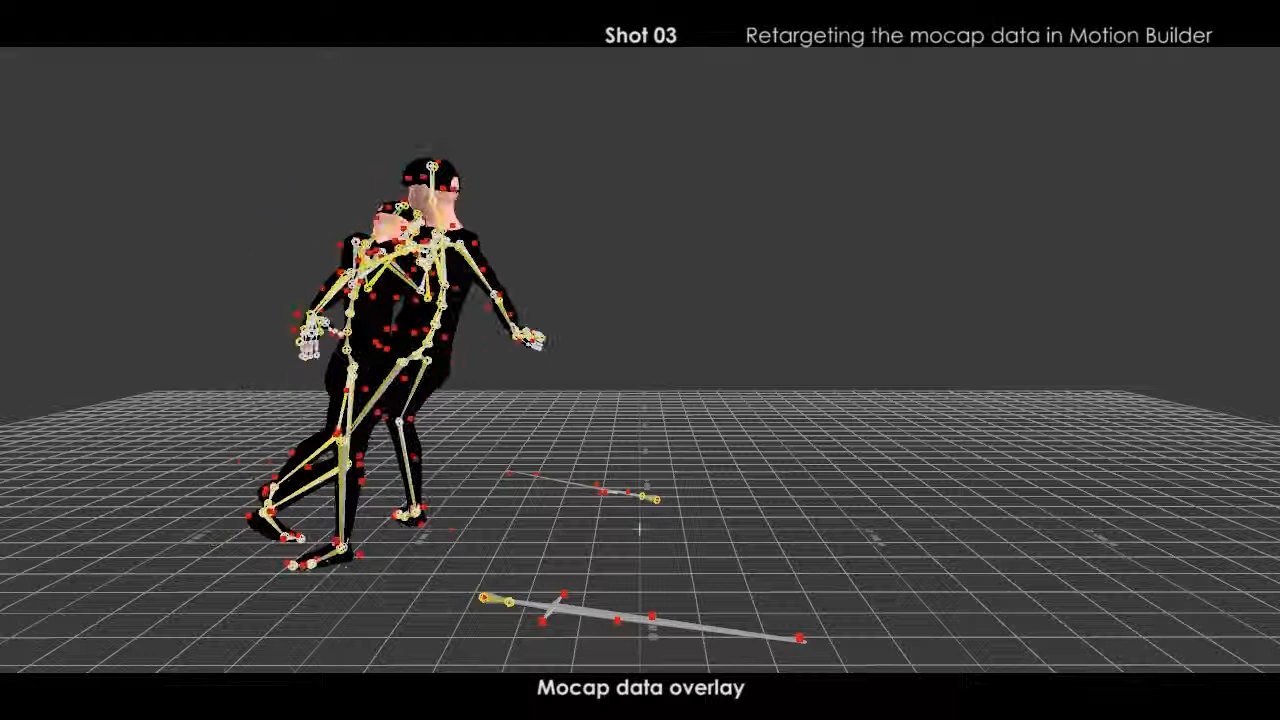 Shot 03 Retargeting the mocap data in Motion Builder
Mocap data overlay